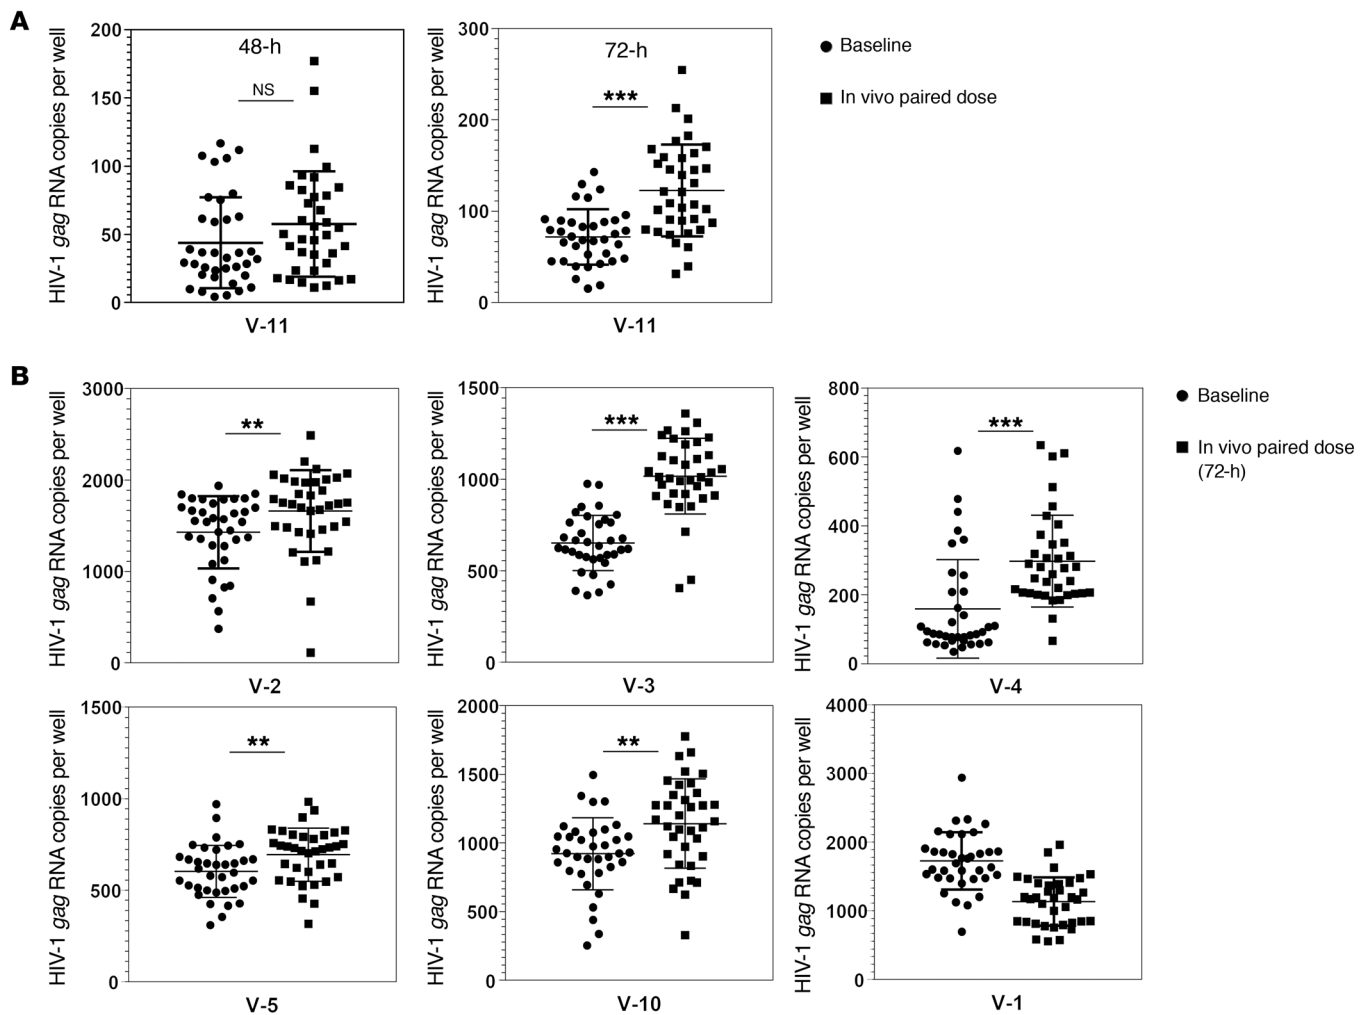 A
HIV-1 gag RNA copies per well
200
150
100
50
0
48-h
NS
V-11
HIV-1 gag RNA copies per well
300
200
100
0
72-h
***
V-11
Baseline
In vivo paired dose
B
HIV-1 gag RNA copies per well
3000
2000
1000
0
**
V-2
HIV-1 gag RNA copies per well
1500
1000
500
0
***
V-3
HIV-1 gag RNA copies per well
800
600
400
200
0
***
V-4
Baseline
In vivo paired dose
(72-h)
HIV-1 gag RNA copies per well
1500
1000
500
0
**
V-5
HIV-1 gag RNA copies per well
2000
1500
1000
500
0
**
V-10
HIV-1 gag RNA copies per well
4000
3000
2000
1000
0
V-1